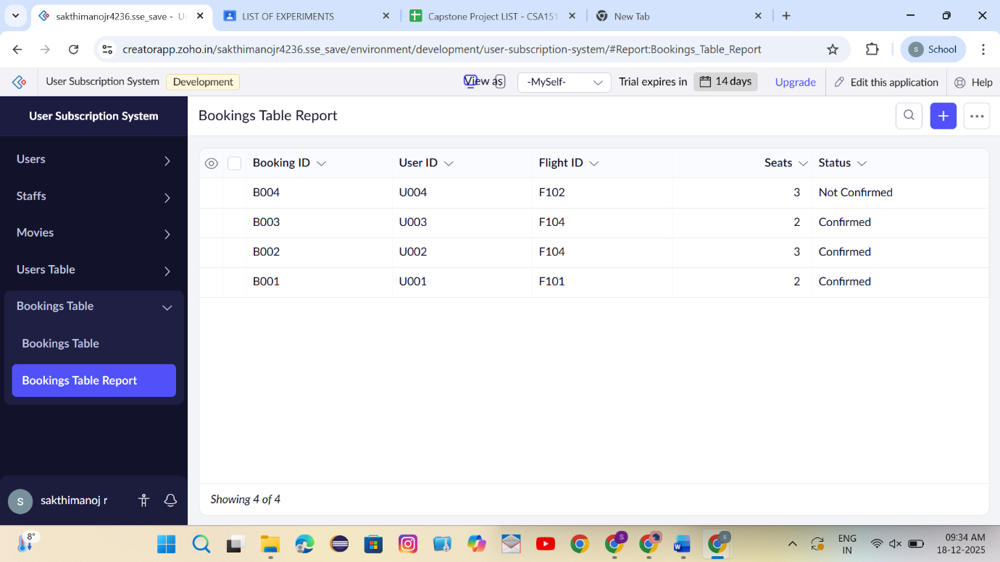 sakthimanojr4236.sse_save - U
LIST OF EXPERIMENTS
Capstone Project LIST - CSA151
New Tab
creatorapp.zoho.in/sakthimanojr4236.sse_save/environment/development/user-subscription-system/#Report:Bookings_Table_Report
S School
User Subscription System Development
View as -MySelf- Trial expires in 14 days Upgrade Edit this application Help
User Subscription System
Users
Staffs
Movies
Users Table
Bookings Table
Bookings Table
Bookings Table Report
S sakthimanoj r
Bookings Table Report
Booking ID User ID Flight ID Seats Status
B004 U004 F102 3 Not Confirmed
B003 U003 F104 2 Confirmed
B002 U002 F104 3 Confirmed
B001 U001 F101 2 Confirmed
Showing 4 of 4
8°
S
S
W
ENG
IN
09:34 AM
18-12-2025